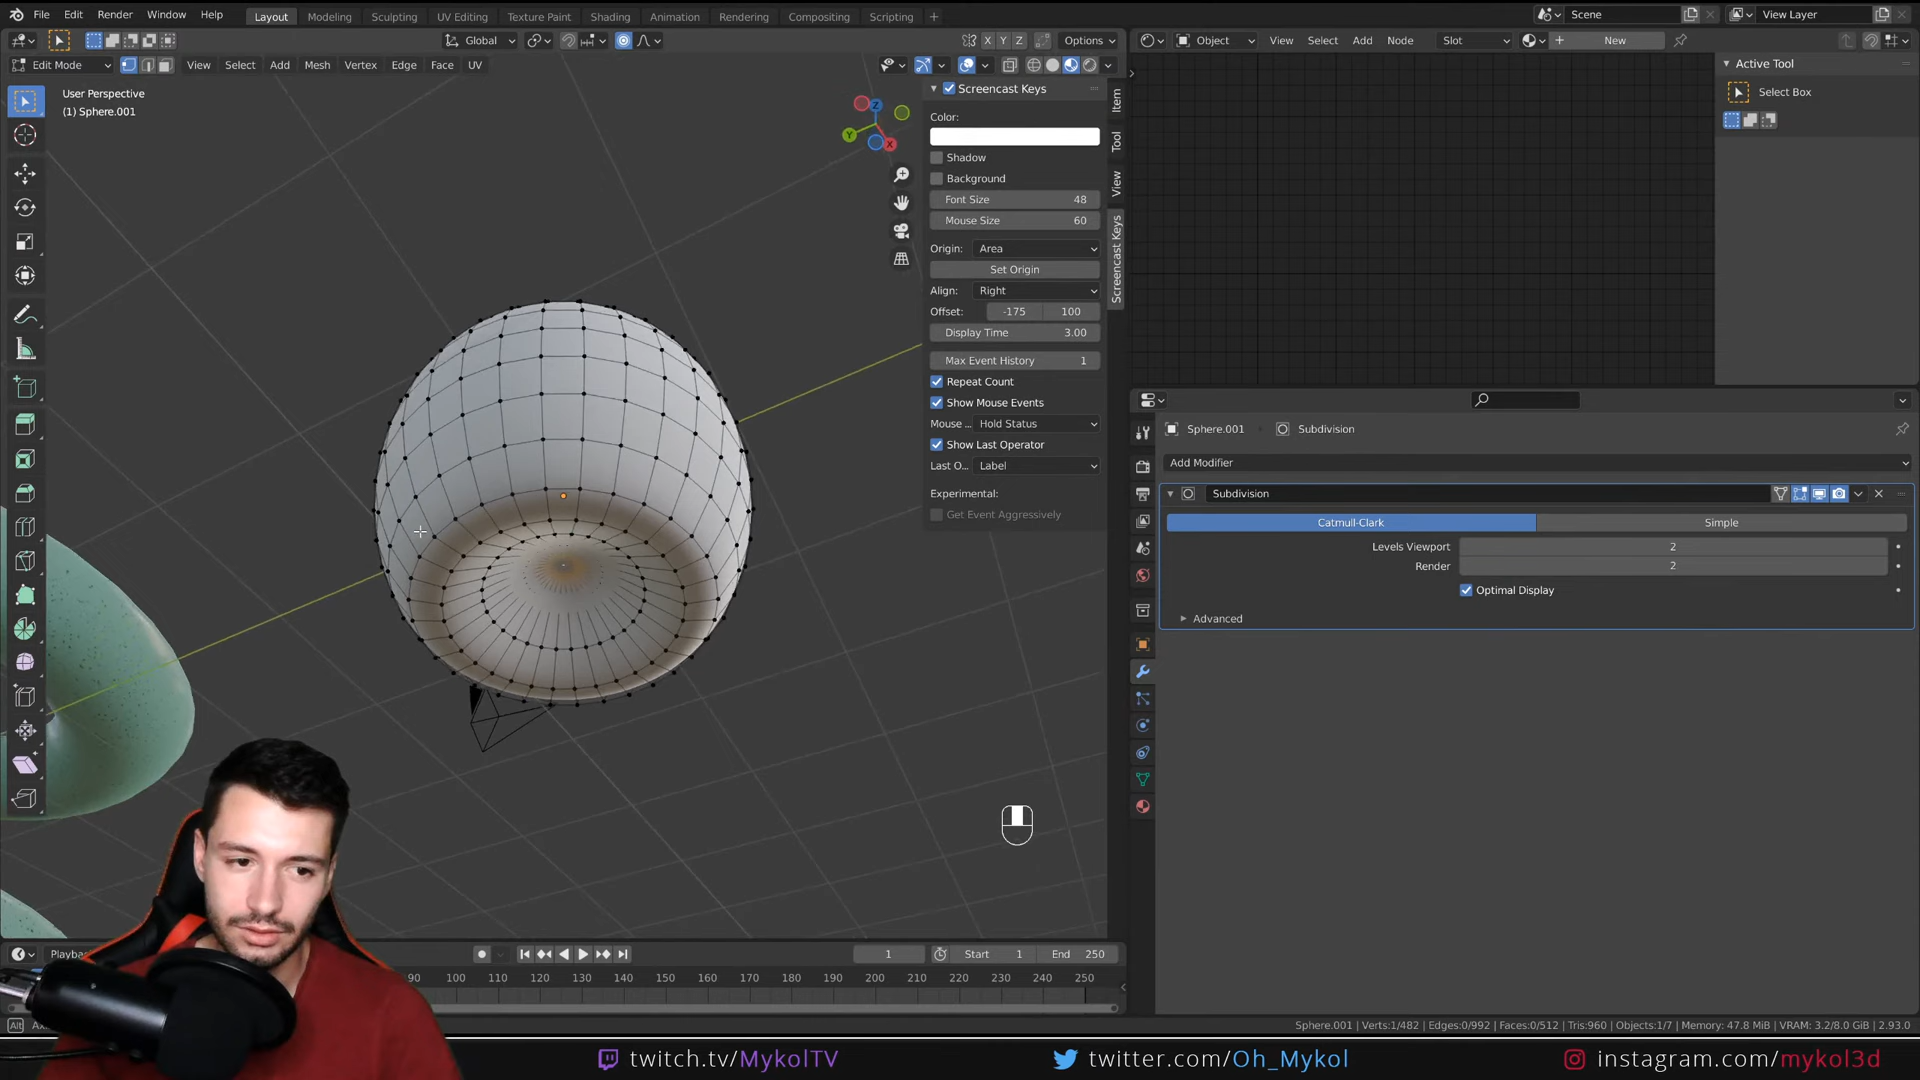 File Edit Render Window Help Layout Modeling Sculpting UV Editing Texture Paint Shading Animation Rendering Compositing Scripting + Scene View Layer
Global X Y Z Options Object View Select Add Node Slot + New
Edit Mode View Select Add Mesh Vertex Edge Face UV
Active Tool
Select Box
User Perspective
(1) Sphere.001
Z
Y
X
Screencast Keys
Color:
Shadow
Background
Font Size 48
Mouse Size 60
Origin: Area
Set Origin
Align: Right
Offset: -175 100
Display Time 3.00
Max Event History 1
Repeat Count
Show Mouse Events
Mouse ... Hold Status
Show Last Operator
Last O... Label
Experimental:
Get Event Aggressively
Item
Tool
View
Screencast Keys
Sphere.001 Subdivision
Add Modifier
Subdivision
Catmull-Clark Simple
Levels Viewport 2
Render 2
Optimal Display
Advanced
Playba 1 Start 1 End 250
90 100 110 120 130 140 150 160 170 180 190 200 210 220 230 240 250
Alt Ax
Sphere.001 | Verts:1/482 | Edges:0/992 | Faces:0/512 | Tris:960 | Objects:1/7 | Memory: 47.8 MiB | VRAM: 3.2/8.0 GiB | 2.93.0
twitch.tv/MykolTV twitter.com/Oh_Mykol instagram.com/mykol3d